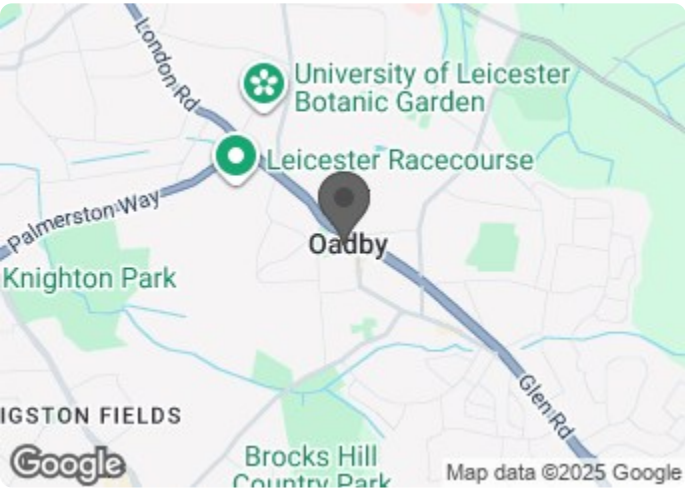 London Rd
University of Leicester
Botanic Garden
Leicester Racecourse
Palmerston Way
Oadby
Knighton Park
Glen Rd
IGSTON FIELDS
Brocks Hill
Country Park
Google
Map data ©2025 Google